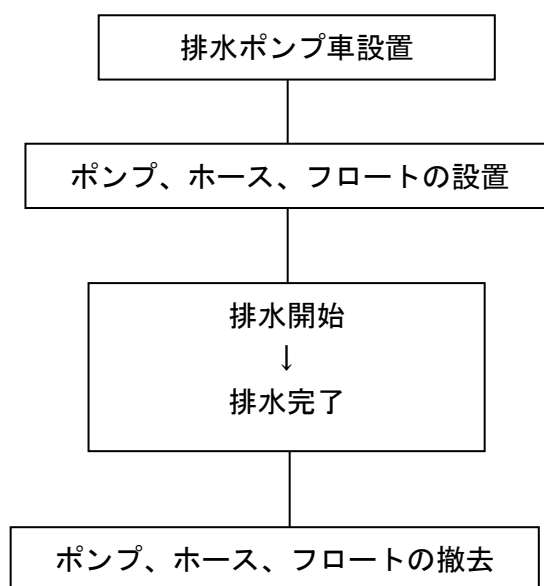 排水ポンプ車設置
ポンプ、ホース、フロートの設置
排水開始
↓
排水完了
ポンプ、ホース、フロートの撤去